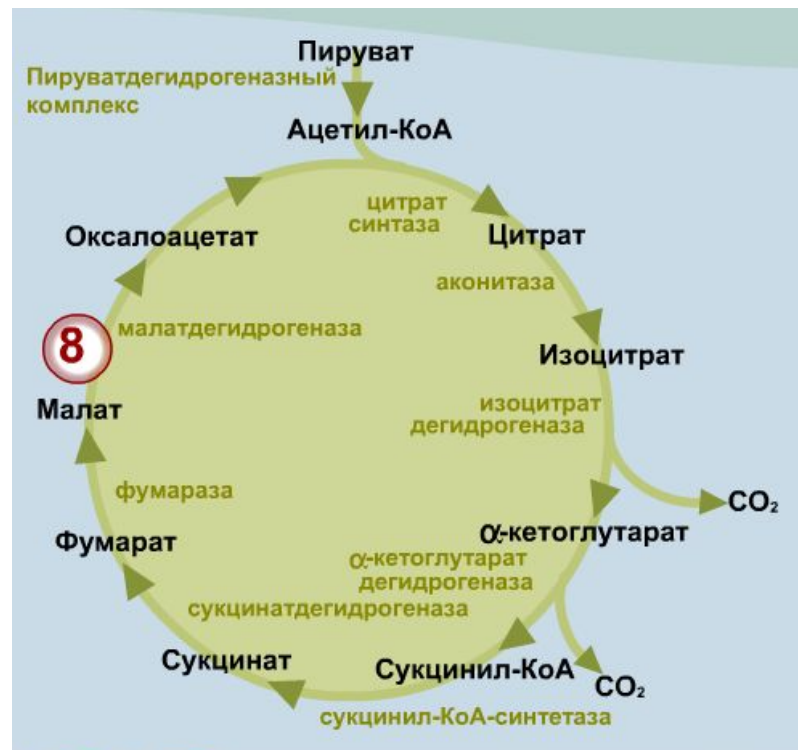 Пируват
Пируватдегидрогеназный
комплекс
Ацетил-КоА
цитрат
синтаза
Оксалоацетат
Цитрат
аконитаза
8
малатдегидрогеназа
Изоцитрат
Малат
изоцитрат
дегидрогеназа
фумараза
CO₂
Фумарат
α-кетоглутарат
α-кетоглутарат
дегидрогеназа
сукцинатдегидрогеназа
Сукцинат
Сукцинил-КоА
CO₂
сукцинил-КоА-синтетаза